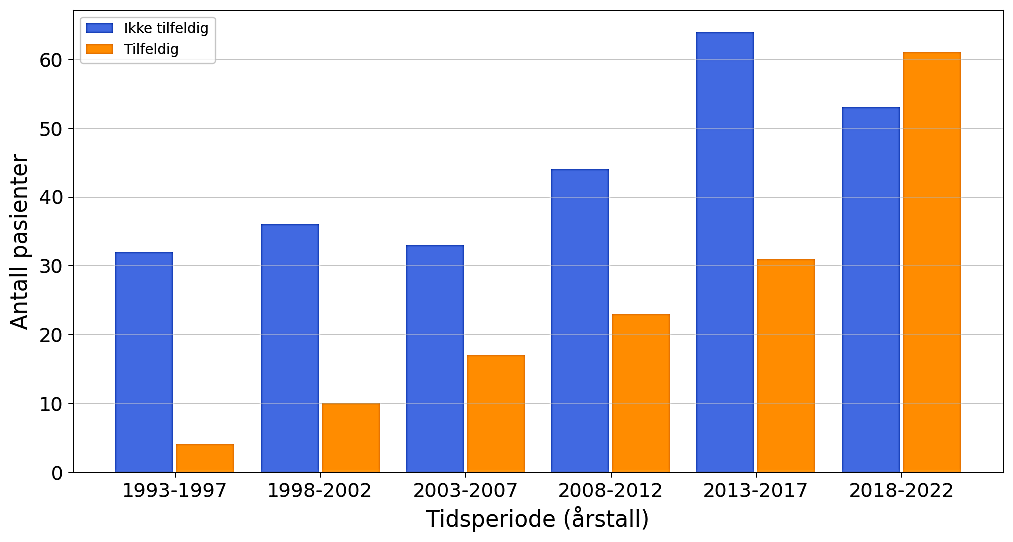 Ikke tilfeldig
Tilfeldig
Antall pasienter
60
50
40
30
20
10
0
1993-1997 1998-2002 2003-2007 2008-2012 2013-2017 2018-2022
Tidsperiode (årstall)